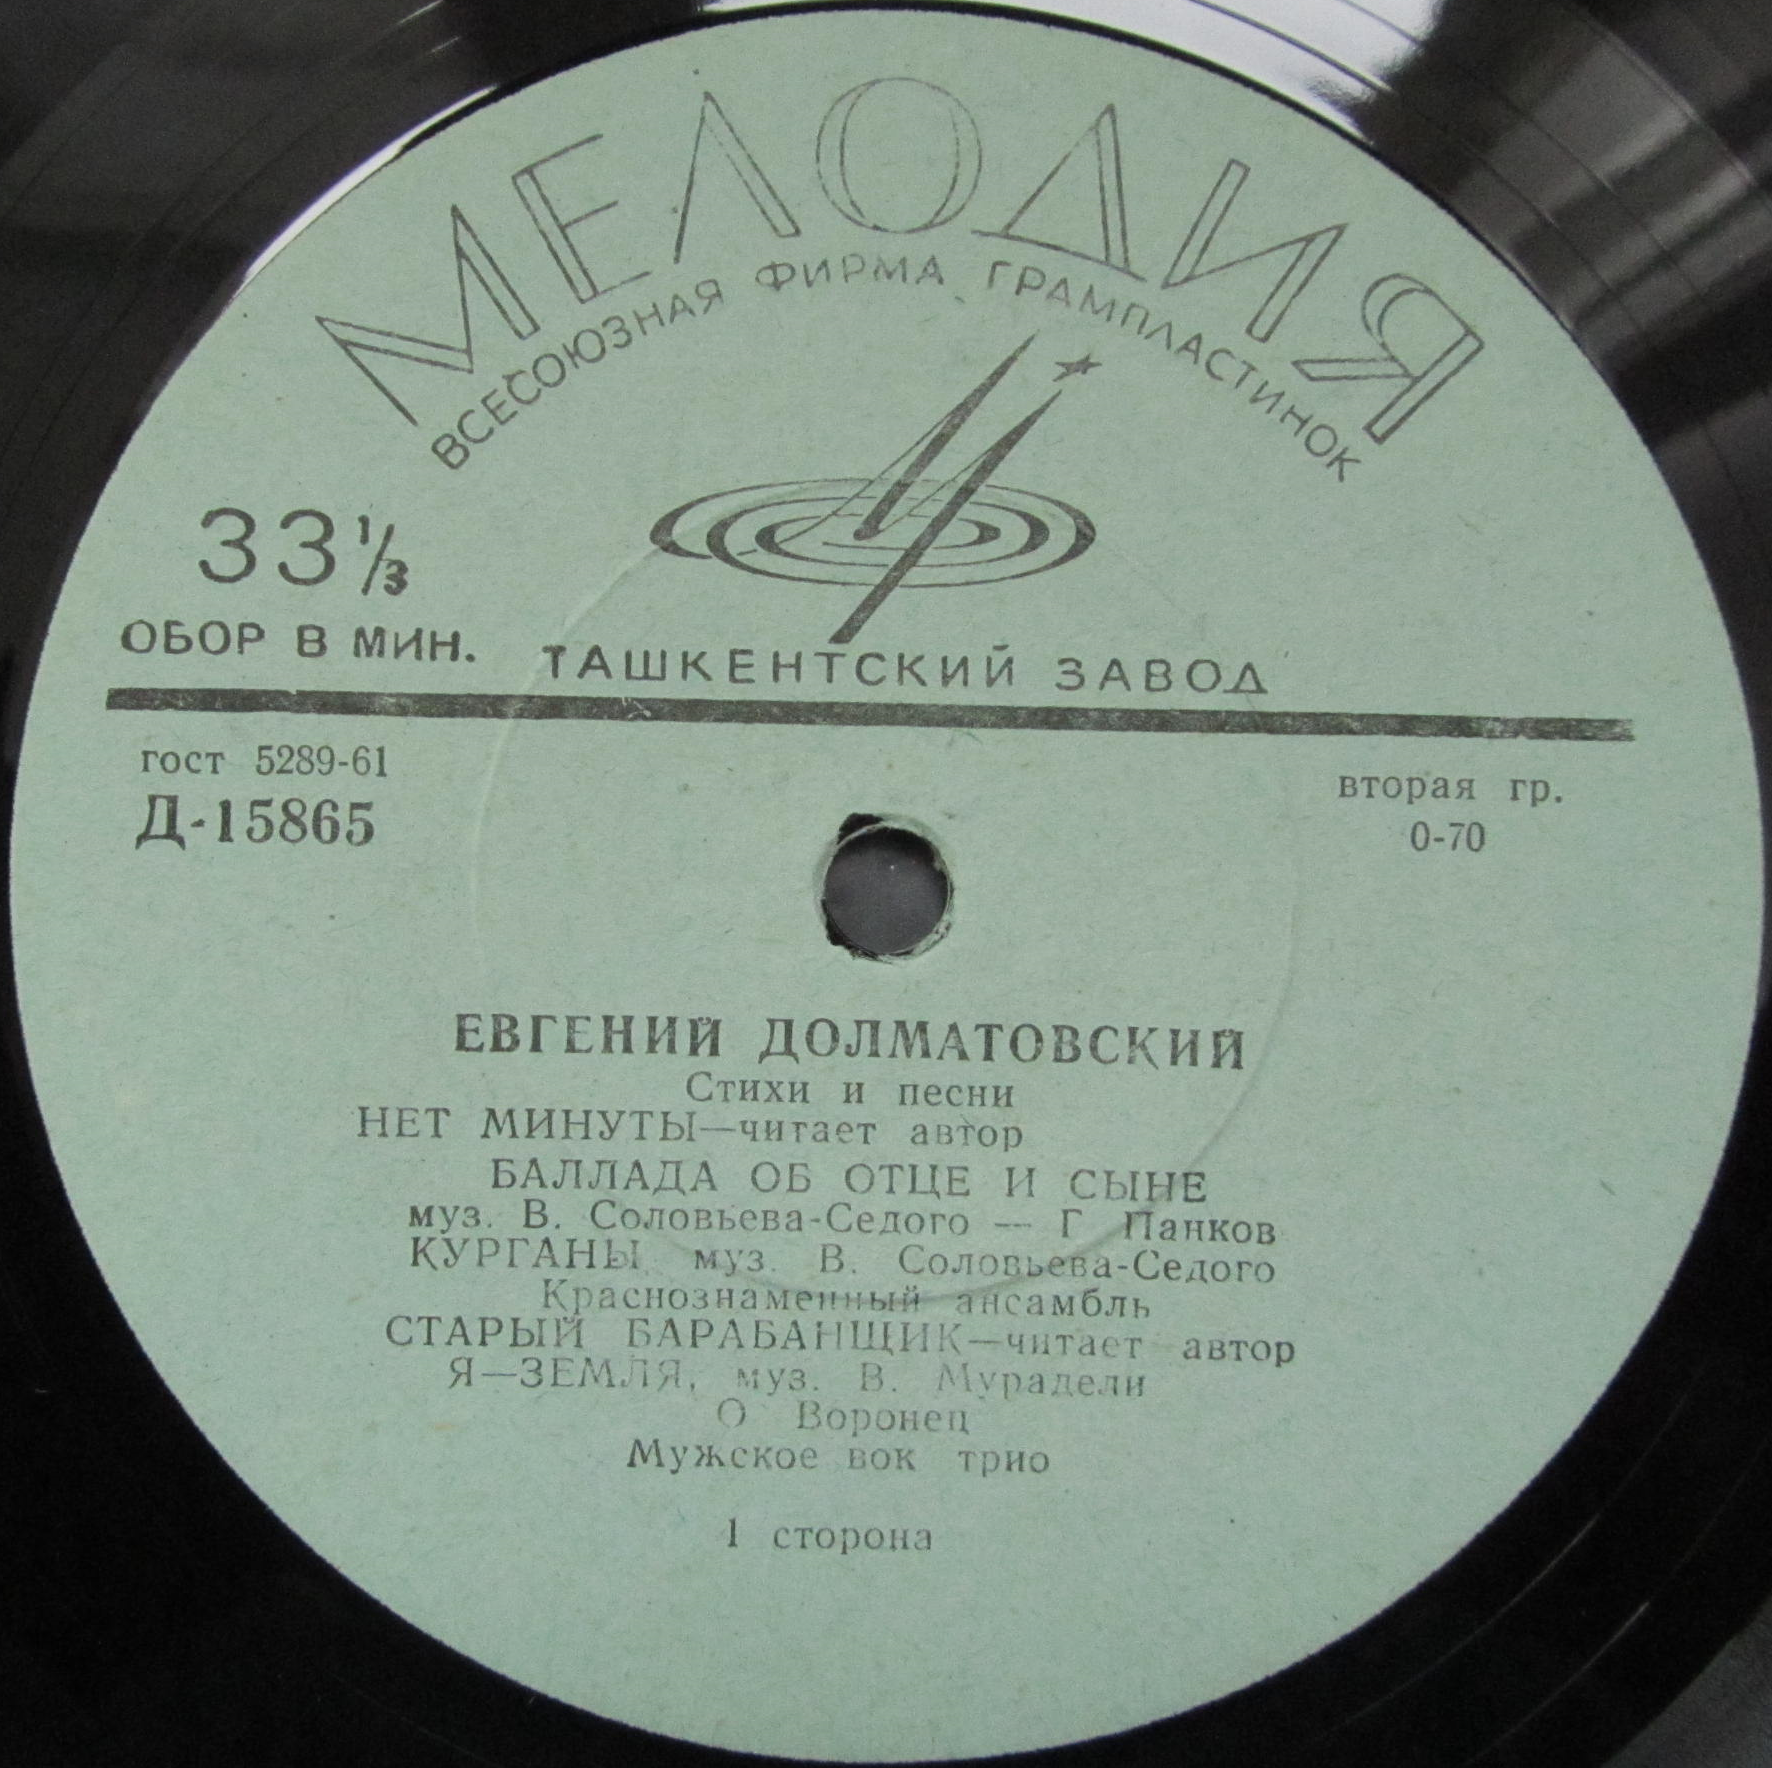 МЕЛОДИЯ
ВСЕСОЮЗНАЯ ФИРМА ГРАМПЛАСТИНОК
33 1/3
ОБОР В МИН.
ТАШКЕНТСКИЙ ЗАВОД
гост 5289-61
Д-15865
вторая гр.
0-70
ЕВГЕНИЙ ДОЛМАТОВСКИЙ
Стихи и песни
НЕТ МИНУТЫ—читает автор
БАЛЛАДА ОБ ОТЦЕ И СЫНЕ
муз. В. Соловьева-Седого — Г Панков
КУРГАНЫ, муз. В. Соловьева-Седого
Краснознаменный ансамбль
СТАРЫЙ БАРАБАНЩИК—читает автор
Я—ЗЕМЛЯ, муз. В. Мурадели
О Воронец
Мужское вок трио
1 сторона